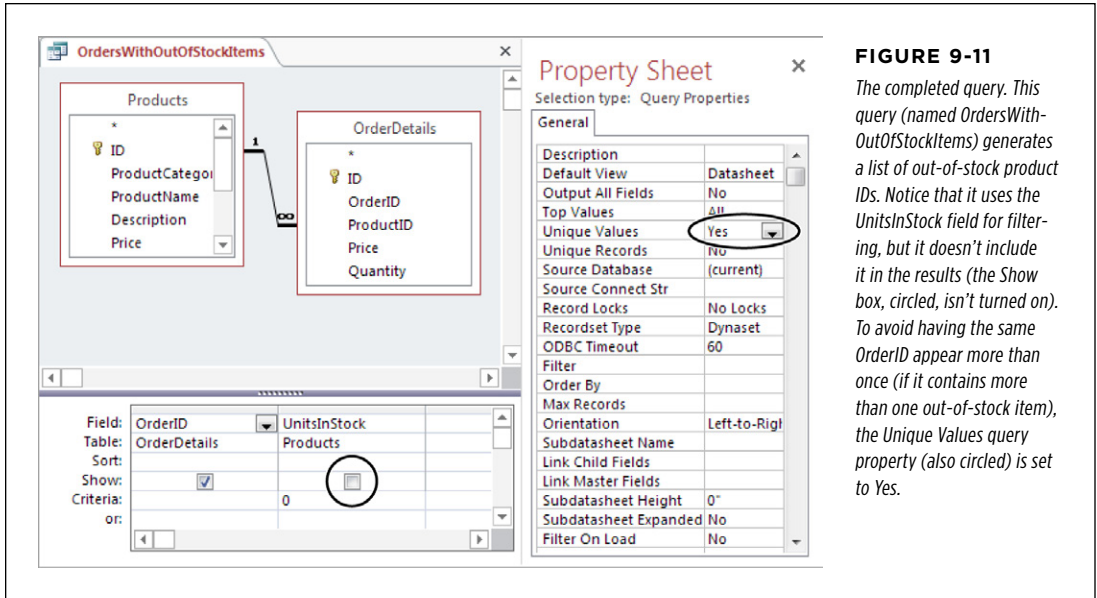 OrdersWithOutOfStockItems
Products
*
ID
ProductCategor
ProductName
Description
Price
1
∞
OrderDetails
*
ID
OrderID
ProductID
Price
Quantity
Field: OrderID UnitsInStock
Table: OrderDetails Products
Sort:
Show:
Criteria: 0
or:
Property Sheet
Selection type: Query Properties
General
Description
Default View Datasheet
Output All Fields No
Top Values All
Unique Values Yes
Unique Records No
Source Database (current)
Source Connect Str
Record Locks No Locks
Recordset Type Dynaset
ODBC Timeout 60
Filter
Order By
Max Records
Orientation Left-to-Righ
Subdatasheet Name
Link Child Fields
Link Master Fields
Subdatasheet Height 0"
Subdatasheet Expanded No
Filter On Load No
FIGURE 9-11
The completed query. This
query (named OrdersWith-
OutOfStockItems) generates
a list of out-of-stock product
IDs. Notice that it uses the
UnitsInStock field for filter-
ing, but it doesn't include
it in the results (the Show
box, circled, isn't turned on).
To avoid having the same
OrderID appear more than
once (if it contains more
than one out-of-stock item),
the Unique Values query
property (also circled) is set
to Yes.